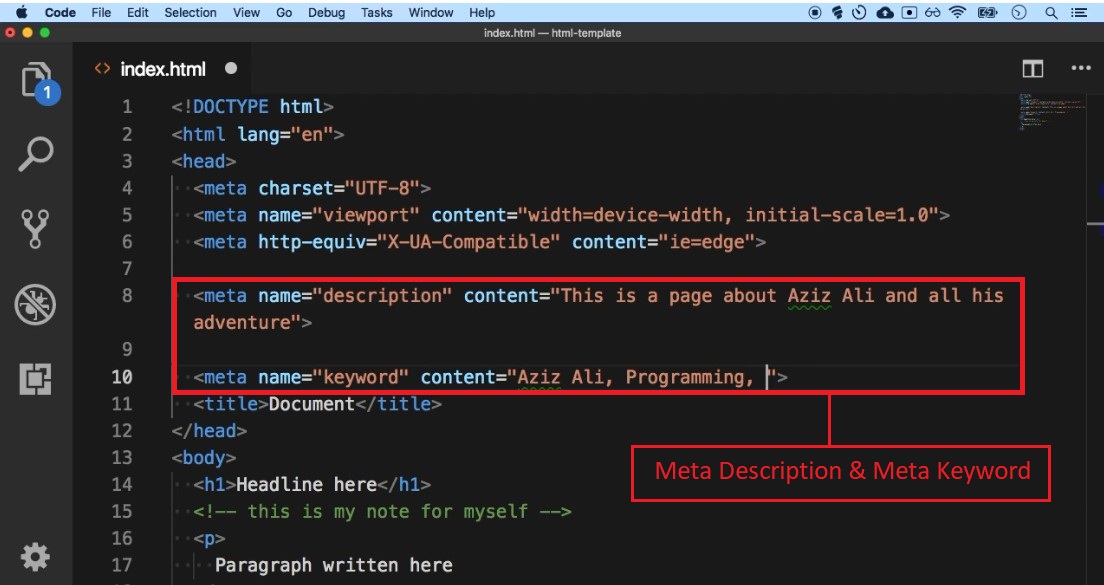 Code File Edit Selection View Go Debug Tasks Window Help
index.html — html-template
<> index.html
1
1 <!DOCTYPE html>
2 <html lang="en">
3 <head>
4 <meta charset="UTF-8">
5 <meta name="viewport" content="width=device-width, initial-scale=1.0">
6 <meta http-equiv="X-UA-Compatible" content="ie=edge">
7
8 <meta name="description" content="This is a page about Aziz Ali and all his
adventure">
9
10 <meta name="keyword" content="Aziz Ali, Programming, ">
11 <title>Document</title>
12 </head>
13 <body>
Meta Description & Meta Keyword
14 <h1>Headline here</h1>
15 <!-- this is my note for myself -->
16 <p>
17 Paragraph written here